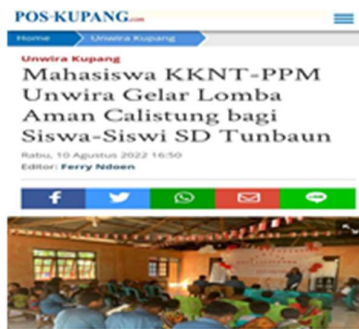 POS-KUPANG.com
Home
Unwira Kupang
Unwira Kupang
Mahasiswa KKNT-PPM
Unwira Gelar Lomba
Aman Calistung bagi
Siswa-Siswi SD Tunbaun
Rabu, 10 Agustus 2022 16:50
Editor: Ferry Ndoen